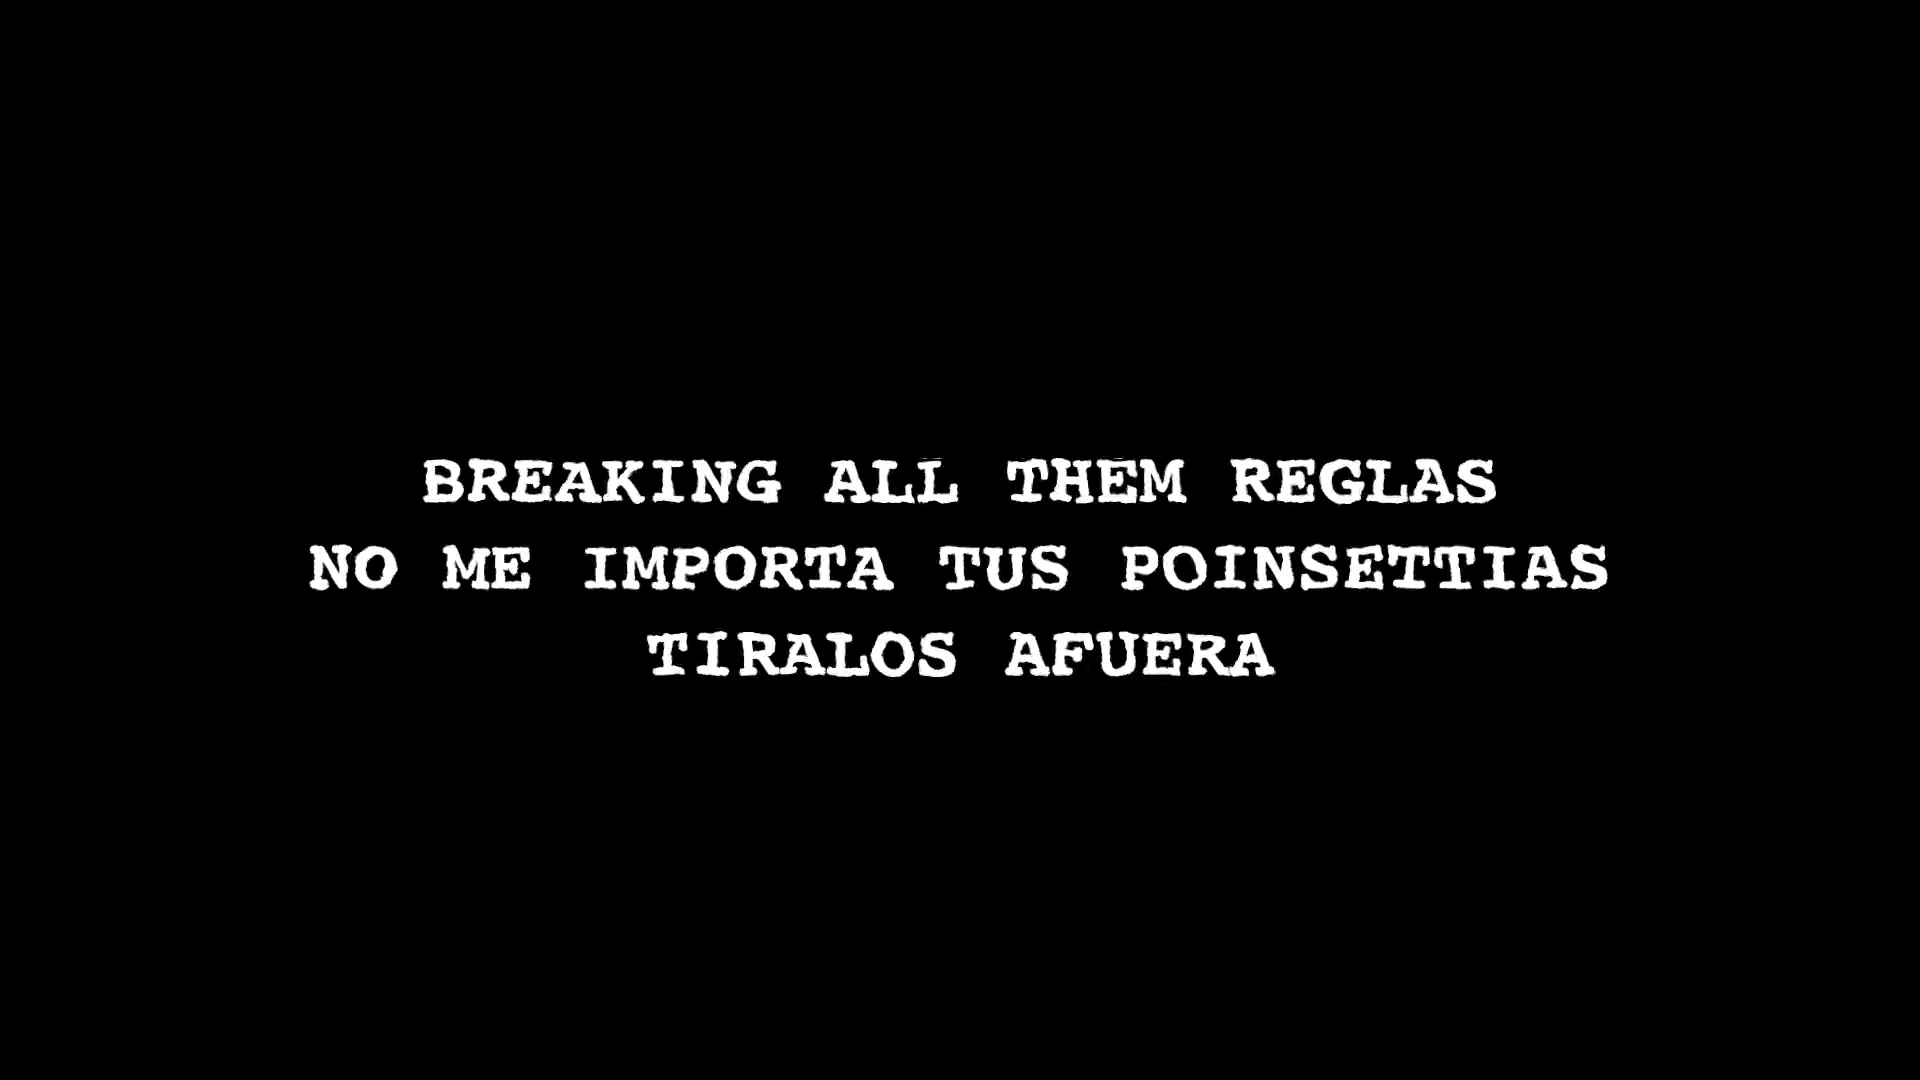 BREAKING ALL THEM REGLAS
NO ME IMPORTA TUS POINSETTIAS
TIRALOS AFUERA